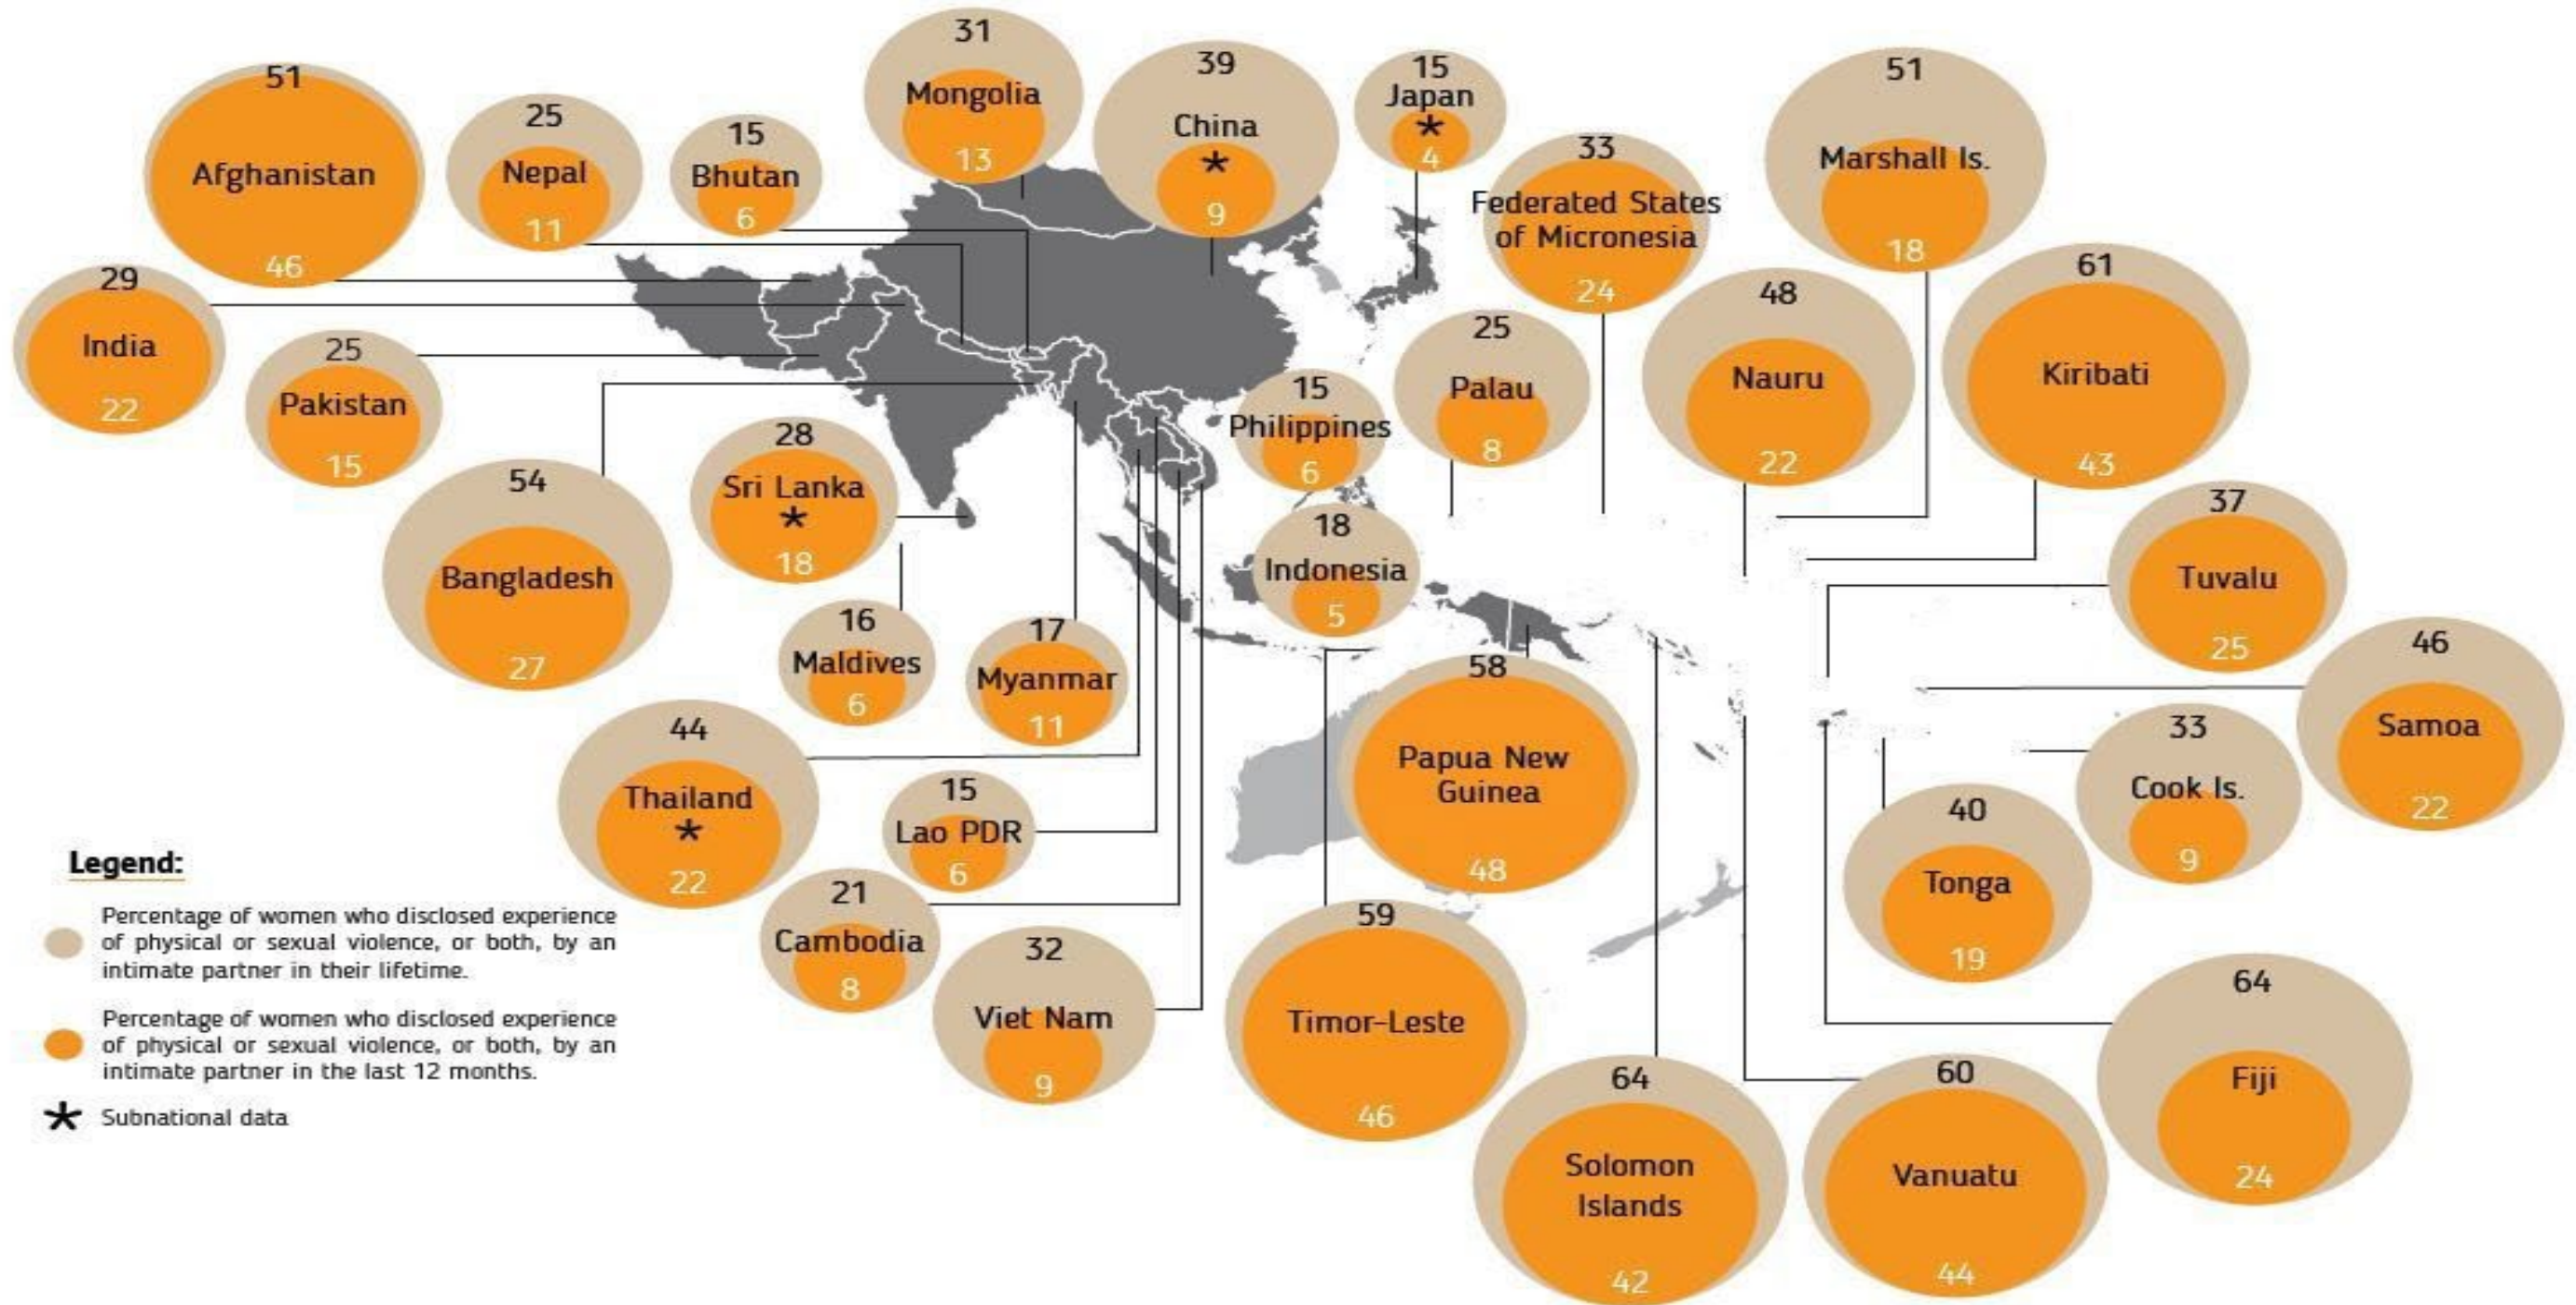 31
Mongolia
13
39
China
*
9
15
Japan
*
4
51
Marshall Is.
18
51
Afghanistan
46
25
Nepal
11
15
Bhutan
6
33
Federated States
of Micronesia
24
61
Kiribati
43
29
India
22
48
Nauru
22
25
Pakistan
15
25
Palau
8
15
Philippines
6
28
Sri Lanka
*
18
54
Bangladesh
27
37
Tuvalu
25
18
Indonesia
5
16
Maldives
6
17
Myanmar
11
46
Samoa
22
58
Papua New
Guinea
48
33
Cook Is.
9
44
Thailand
*
22
15
Lao PDR
6
40
Tonga
19
21
Cambodia
8
32
Viet Nam
9
59
Timor-Leste
46
64
Fiji
24
64
Solomon
Islands
42
60
Vanuatu
44
Legend:
Percentage of women who disclosed experience
of physical or sexual violence, or both, by an
intimate partner in their lifetime.
Percentage of women who disclosed experience
of physical or sexual violence, or both, by an
intimate partner in the last 12 months.
* Subnational data